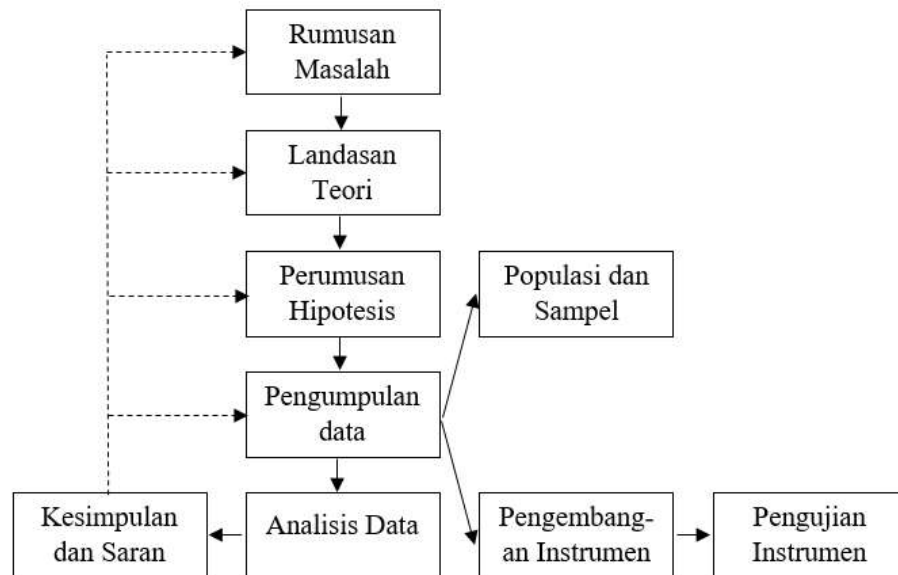 Rumusan
Masalah
Landasan
Teori
Perumusan
Hipotesis
Populasi dan
Sampel
Pengumpulan
data
Kesimpulan
dan Saran
Analisis Data
Pengembang-
an Instrumen
Pengujian
Instrumen